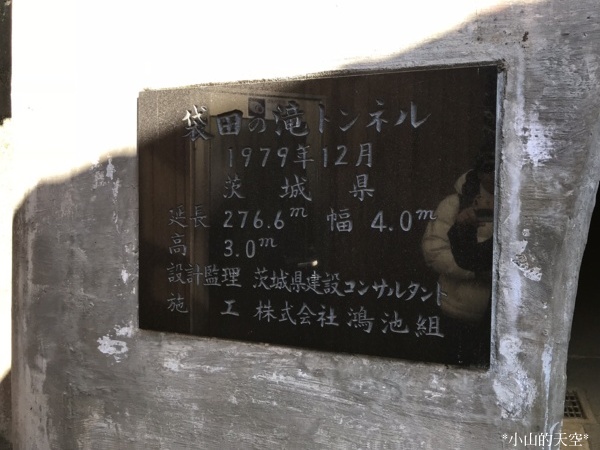 袋田の滝トンネル
1979年12月
茨城県
延長 276.6m 幅 4.0m
高 3.0m
設計監理 茨城県建設コンサルタント
施工 株式会社 鴻池組
*小山的天空*